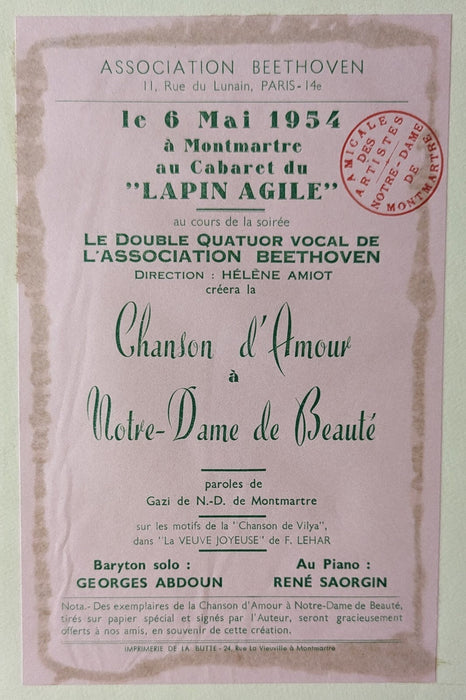 ASSOCIATION BEETHOVEN
11, Rue du Lunain, PARIS-14e
le 6 Mai 1954
à Montmartre
au Cabaret du
"LAPIN AGILE"
AMICALE DES ARTISTES DE NOTRE-DAME DE MONTMARTRE
au cours de la soirée
LE DOUBLE QUATUOR VOCAL DE
L'ASSOCIATION BEETHOVEN
DIRECTION : HÉLÈNE AMIOT
créera la
Chanson d'Amour
à
Notre-Dame de Beauté
paroles de
Gazi de N.-D. de Montmartre
sur les motifs de la "Chanson de Vilya",
dans "La VEUVE JOYEUSE" de F. LEHAR
Baryton solo :
GEORGES ABDOUN
Au Piano :
RENÉ SAORGIN
Nota.- Des exemplaires de la Chanson d'Amour à Notre-Dame de Beauté,
tirés sur papier spécial et signés par l'Auteur, seront gracieusement
offerts à nos amis, en souvenir de cette création.
IMPRIMERIE DE LA BUTTE - 24, Rue La Vieuville à Montmartre